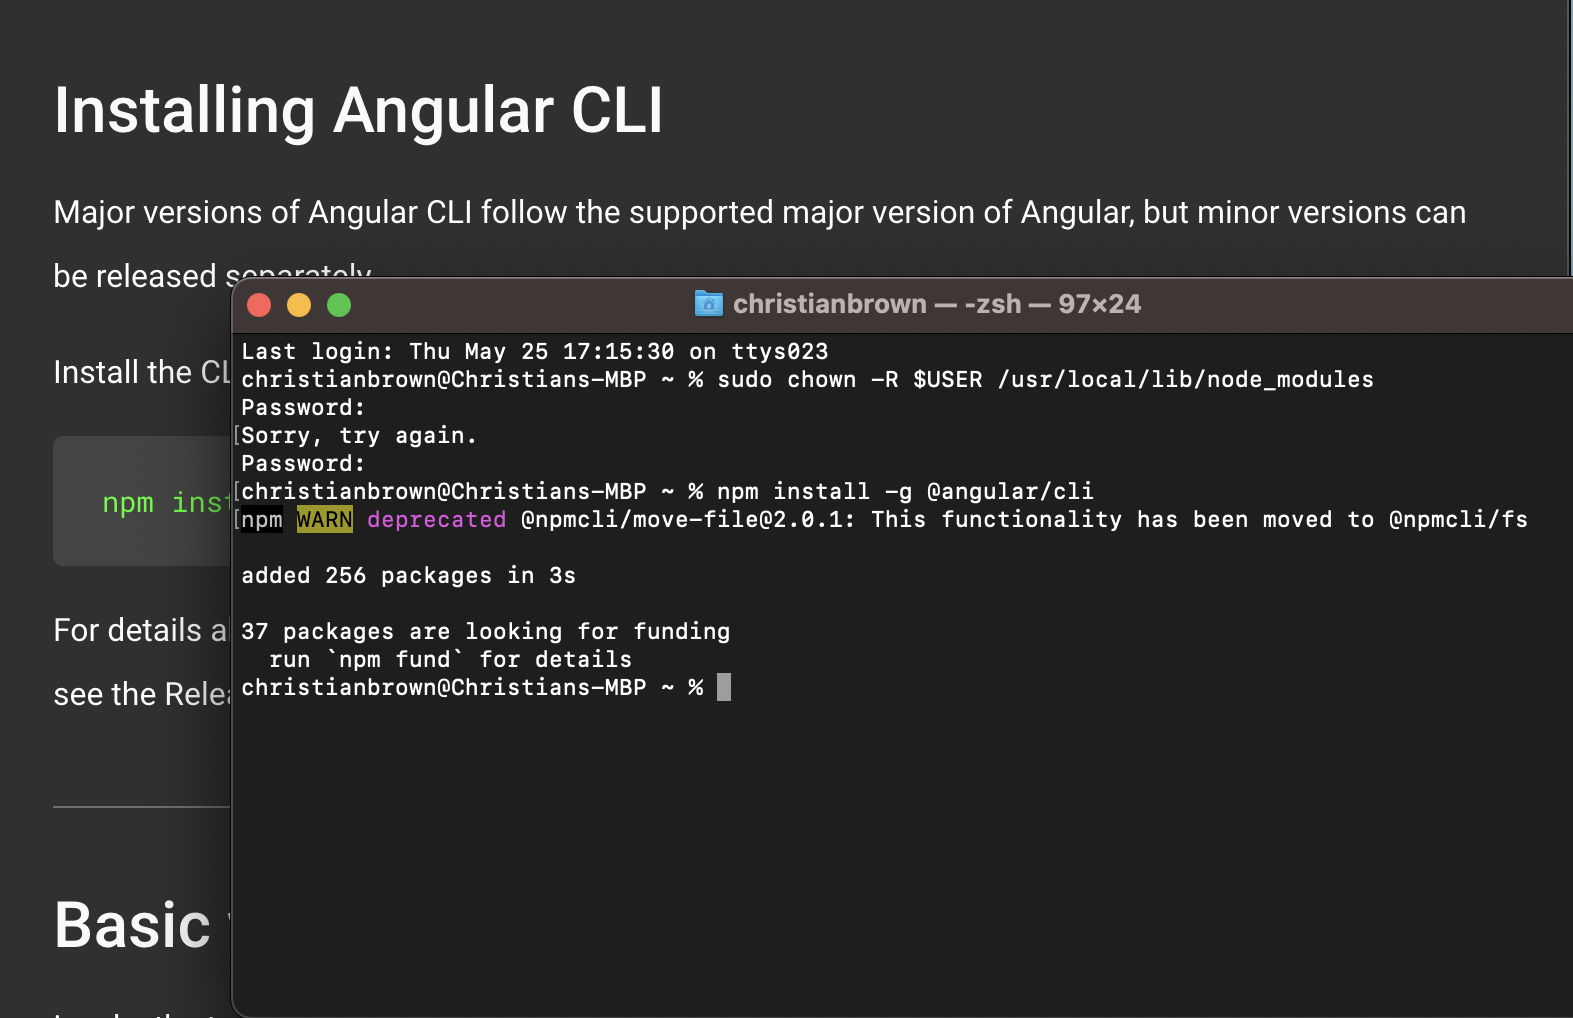 Installing Angular CLI
Major versions of Angular CLI follow the supported major version of Angular, but minor versions can
be released separately
christianbrown — -zsh — 97×24
Last login: Thu May 25 17:15:30 on ttys023
Install the CL
christianbrown@Christians-MBP ~ % sudo chown -R $USER /usr/local/lib/node_modules
Password:
[Sorry, try again.
Password:
[christianbrown@Christians-MBP ~ % npm install -g @angular/cli
npm inst
[npm WARN deprecated @npmcli/move-file@2.0.1: This functionality has been moved to @npmcli/fs
added 256 packages in 3s
For details a
37 packages are looking for funding
run `npm fund` for details
see the Relea
christianbrown@Christians-MBP ~ %
Basic